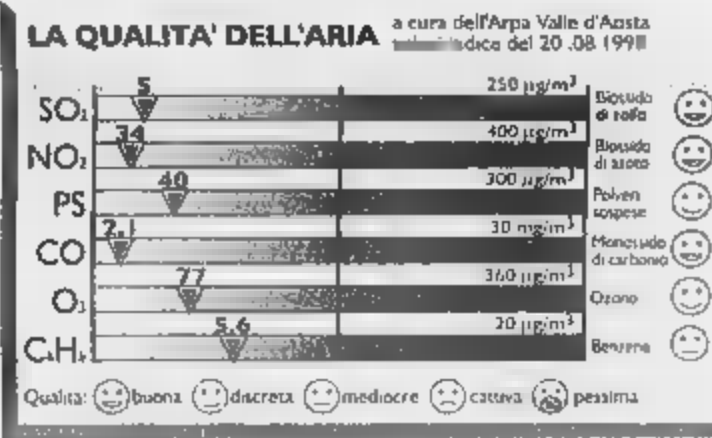 LA QUALITA' DELL'ARIA
a cura dell'Arpa Valle d'Aosta
del 20.08
5
250 µg/m³
SO₂
Biossido di zolfo
34
400 µg/m³
NO₂
Biossido di azoto
40
300 µg/m³
PS
Polveri sospese
2.1
30 mg/m³
CO
Monossido di carbonio
77
360 µg/m³
O₃
Ozono
5.6
20 µg/m³
C₆H₆
Benzene
Qualità: buona discreta mediocre cattiva pessima